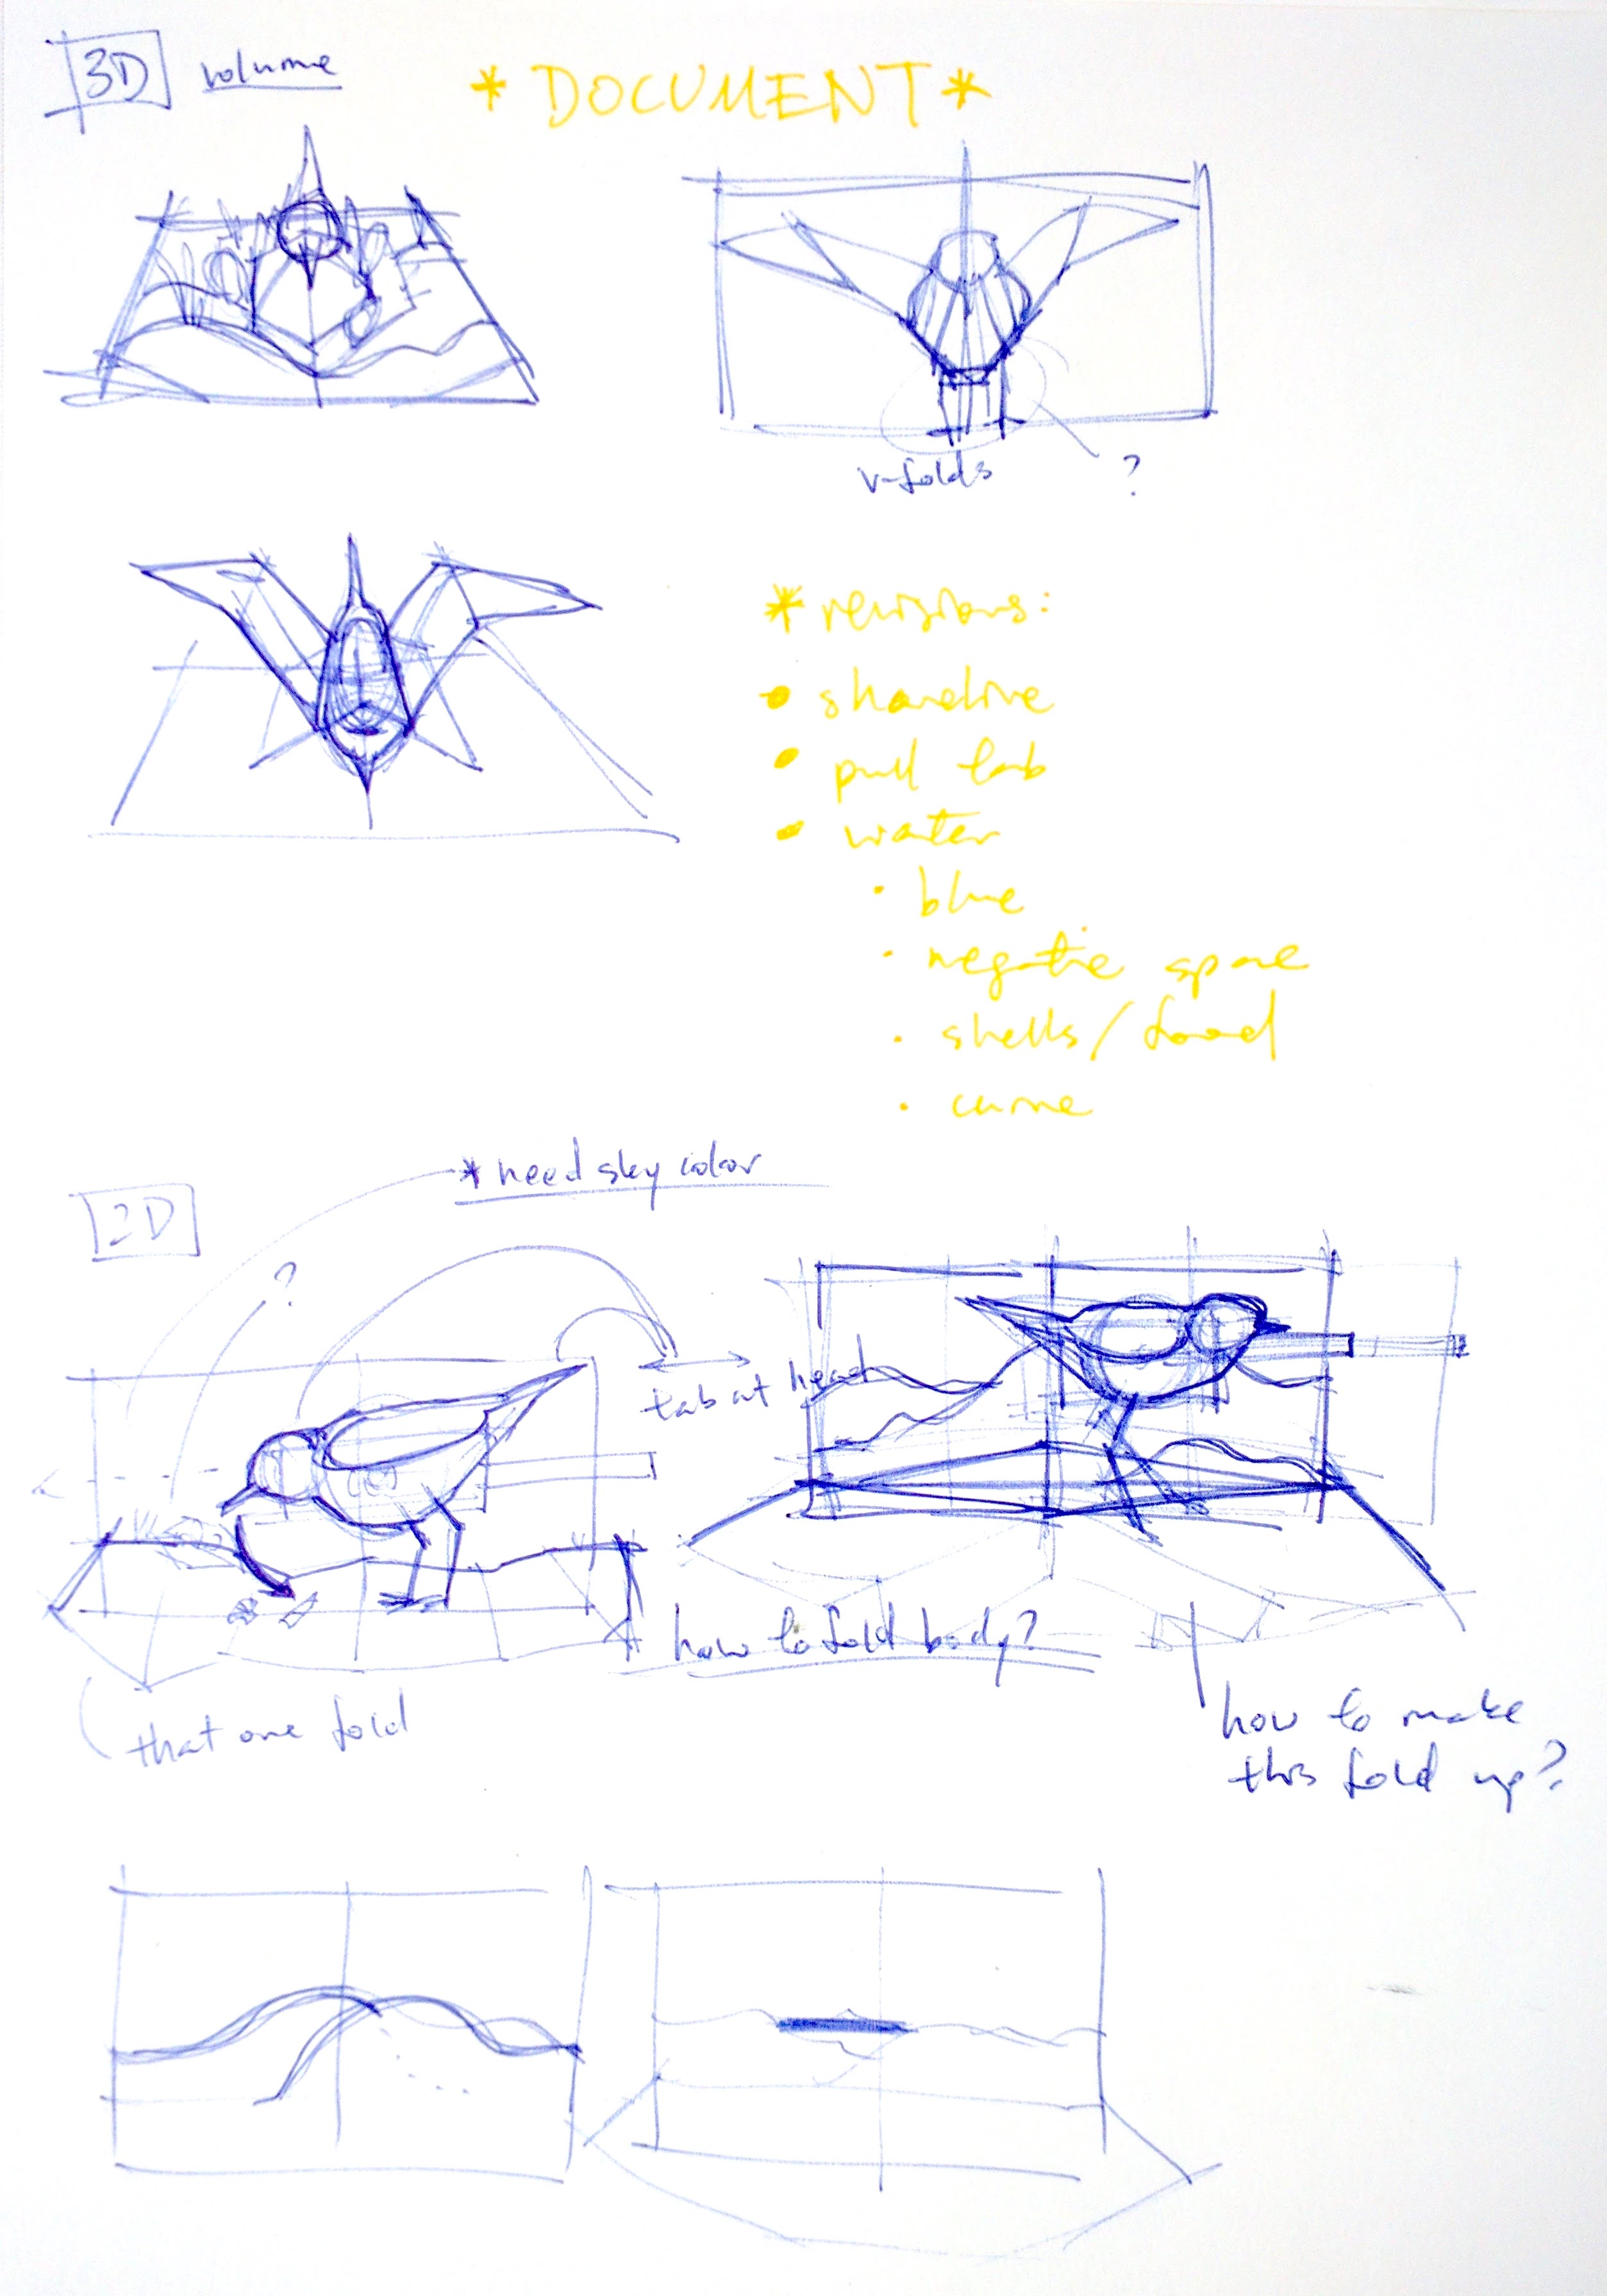 3D volume
*DOCUMENT*
v-folds ?
*revisions:
• shoreline
• pull tab
• water
• blue
• negative space
• shells/food
• curve
*need sky color
2D
?
tab at head
how to fold body?
that one fold
how to make
this fold up?